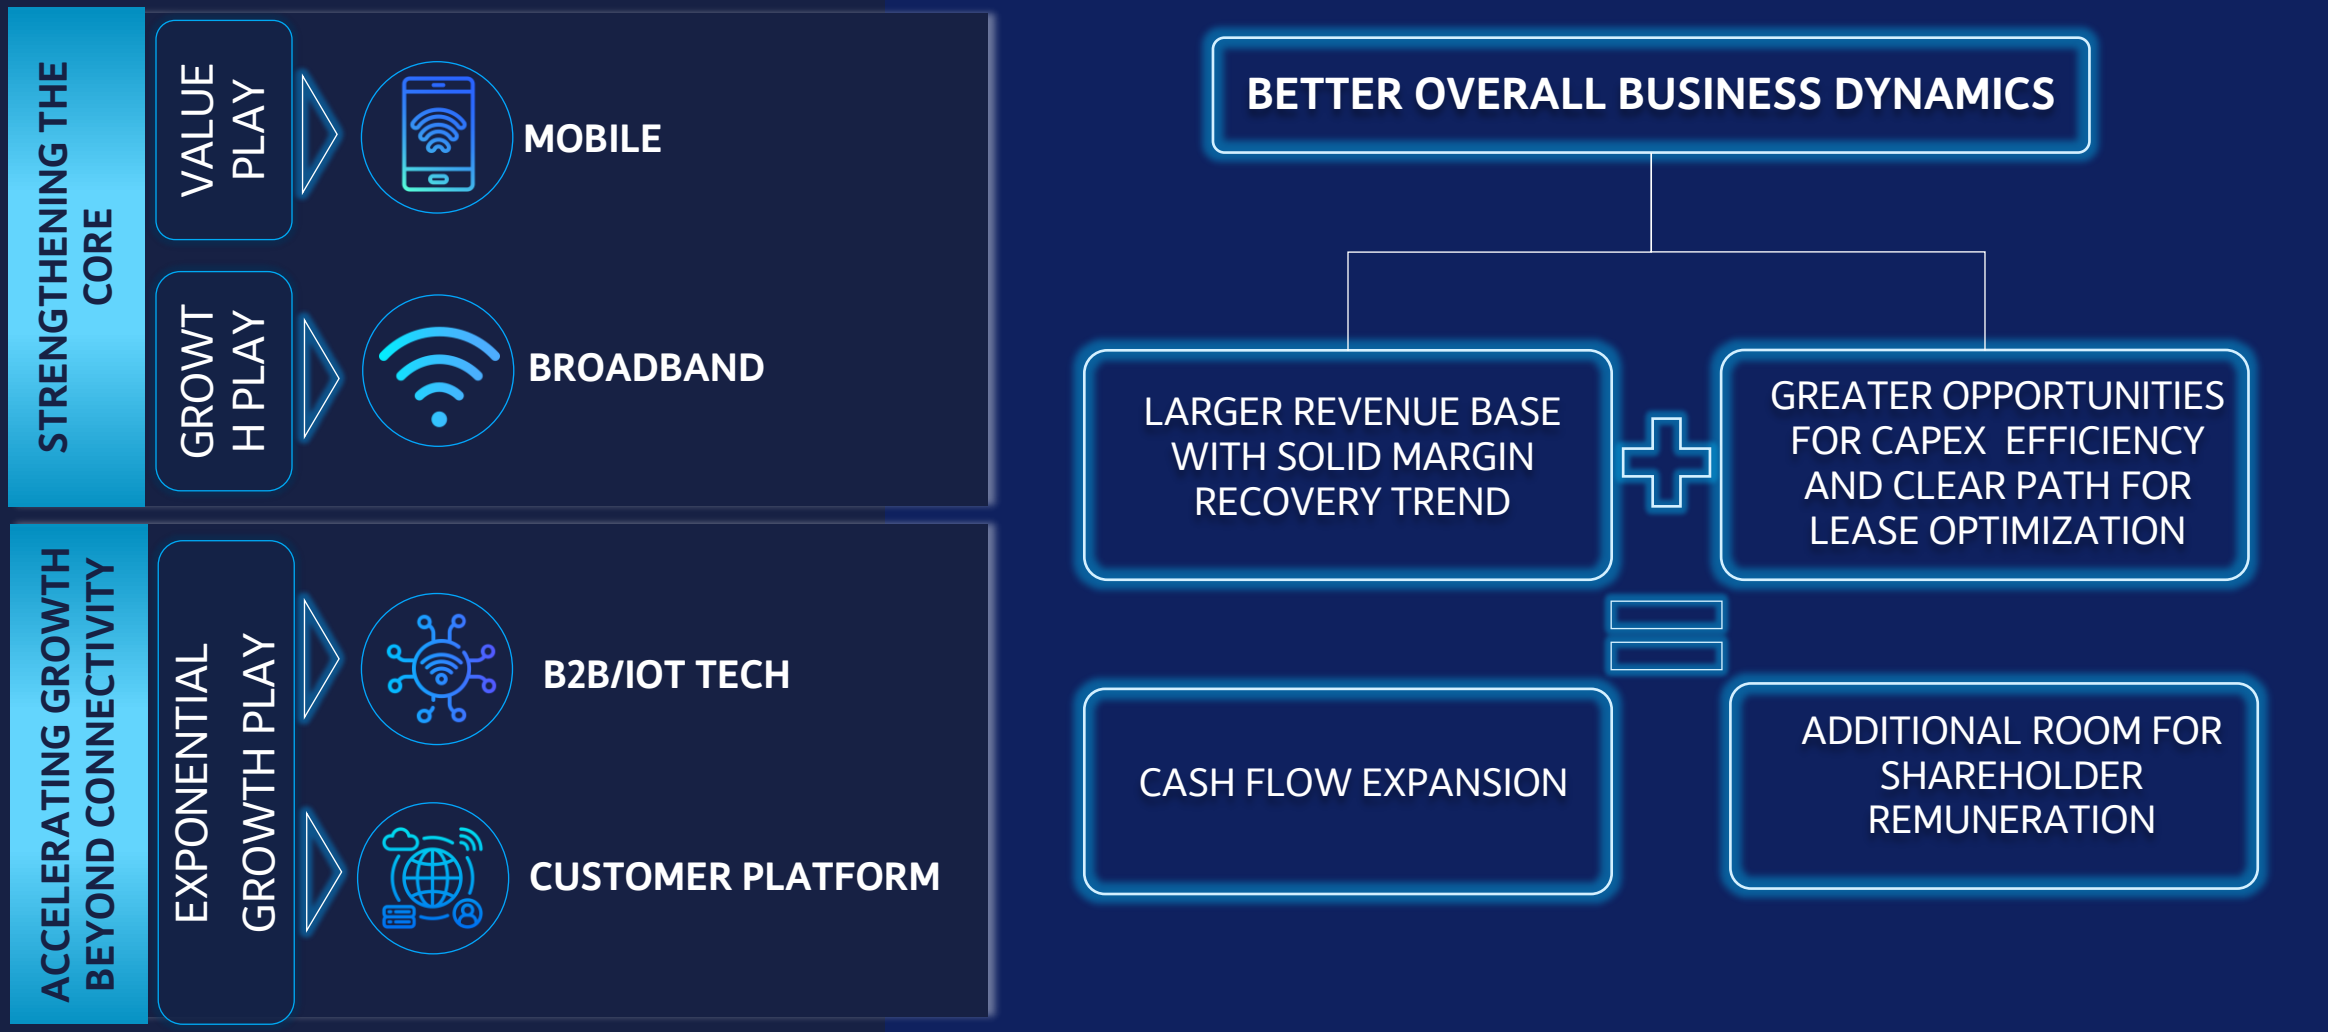 STRENGTHENING THE
CORE
VALUE
PLAY
MOBILE
GROWT
H PLAY
BROADBAND
ACCELERATING GROWTH
BEYOND CONNECTIVITY
EXPONENTIAL
GROWTH PLAY
B2B/IOT TECH
CUSTOMER PLATFORM
BETTER OVERALL BUSINESS DYNAMICS
LARGER REVENUE BASE
WITH SOLID MARGIN
RECOVERY TREND
GREATER OPPORTUNITIES
FOR CAPEX  EFFICIENCY
AND CLEAR PATH FOR
LEASE OPTIMIZATION
CASH FLOW EXPANSION
ADDITIONAL ROOM FOR
SHAREHOLDER
REMUNERATION